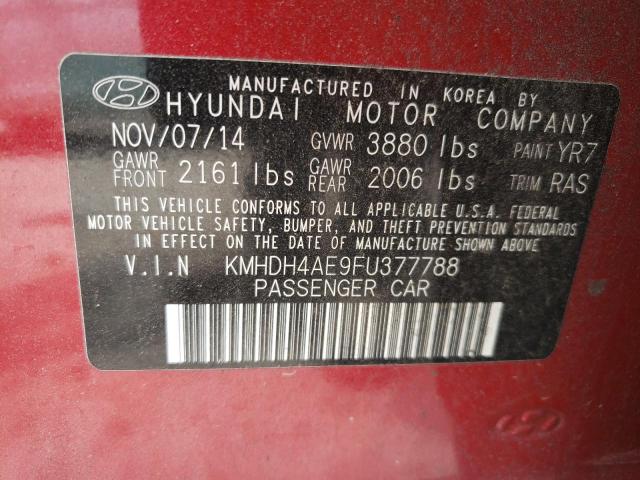 MANUFACTURED IN KOREA BY
HYUNDAI MOTOR COMPANY
NOV/07/14 GVWR 3880 lbs PAINT YR7
GAWR FRONT 2161 lbs GAWR REAR 2006 lbs TRIM RAS
THIS VEHICLE CONFORMS TO ALL APPLICABLE U.S.A. FEDERAL
MOTOR VEHICLE SAFETY, BUMPER, AND THEFT PREVENTION STANDARDS
IN EFFECT ON THE DATE OF MANUFACTURE SHOWN ABOVE
V.I.N KMHDH4AE9FU377788
PASSENGER CAR